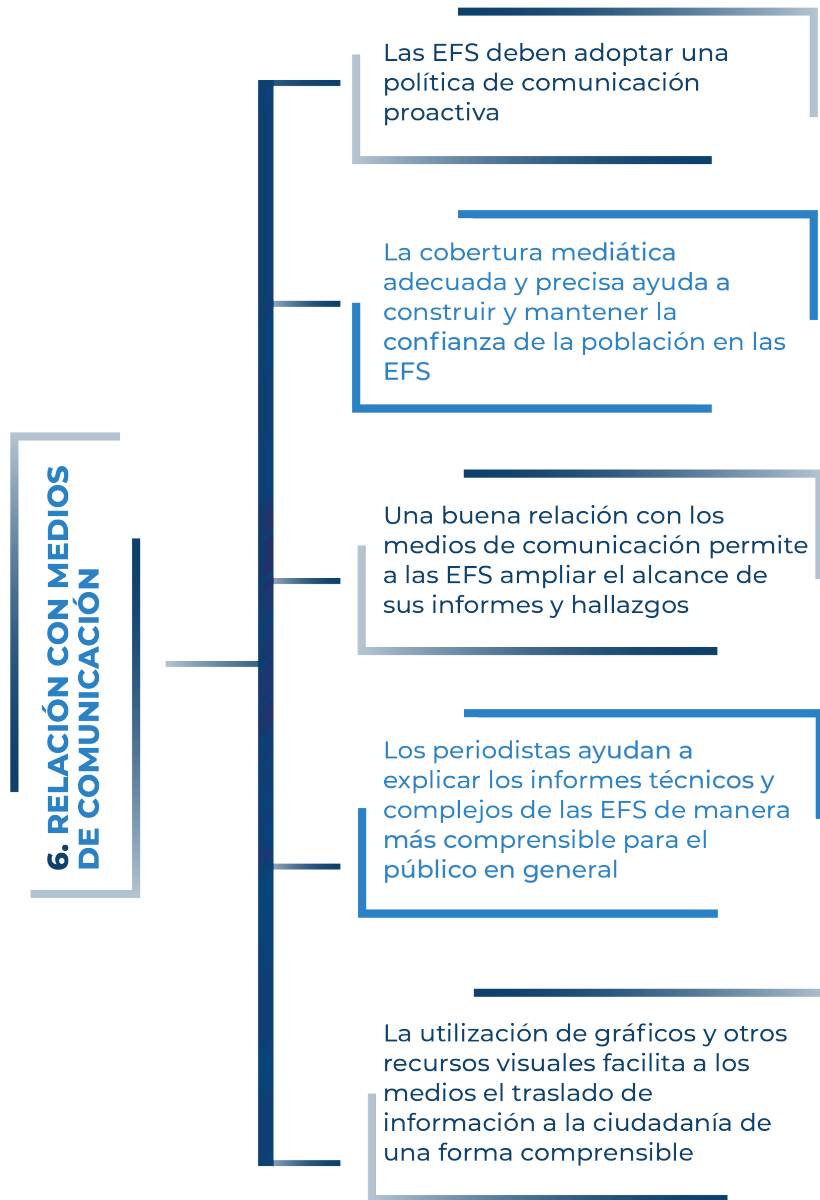 6. RELACIÓN CON MEDIOS
DE COMUNICACIÓN
Las EFS deben adoptar una
política de comunicación
proactiva
La cobertura mediática
adecuada y precisa ayuda a
construir y mantener la
confianza de la población en las
EFS
Una buena relación con los
medios de comunicación permite
a las EFS ampliar el alcance de
sus informes y hallazgos
Los periodistas ayudan a
explicar los informes técnicos y
complejos de las EFS de manera
más comprensible para el
público en general
La utilización de gráficos y otros
recursos visuales facilita a los
medios el traslado de
información a la ciudadanía de
una forma comprensible